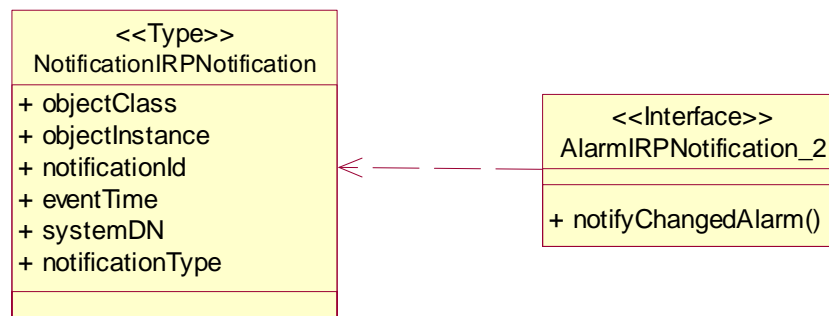 <<Type>>
NotificationIRPNotification
+ objectClass
+ objectInstance
+ notificationId
+ eventTime
+ systemDN
+ notificationType
<<Interface>>
AlarmIRPNotification_2
+ notifyChangedAlarm()